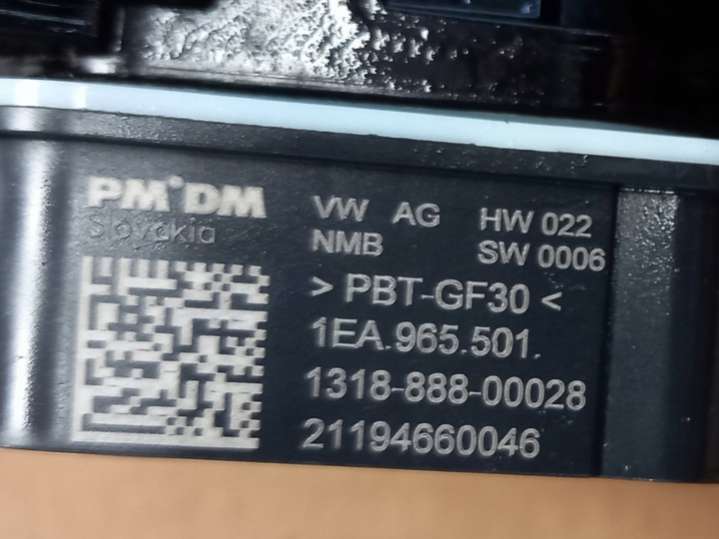 PM°DM
Slovakia
VW AG HW 022
NMB SW 0006
> PBT-GF30 <
1EA.965.501.
1318-888-00028
21194660046